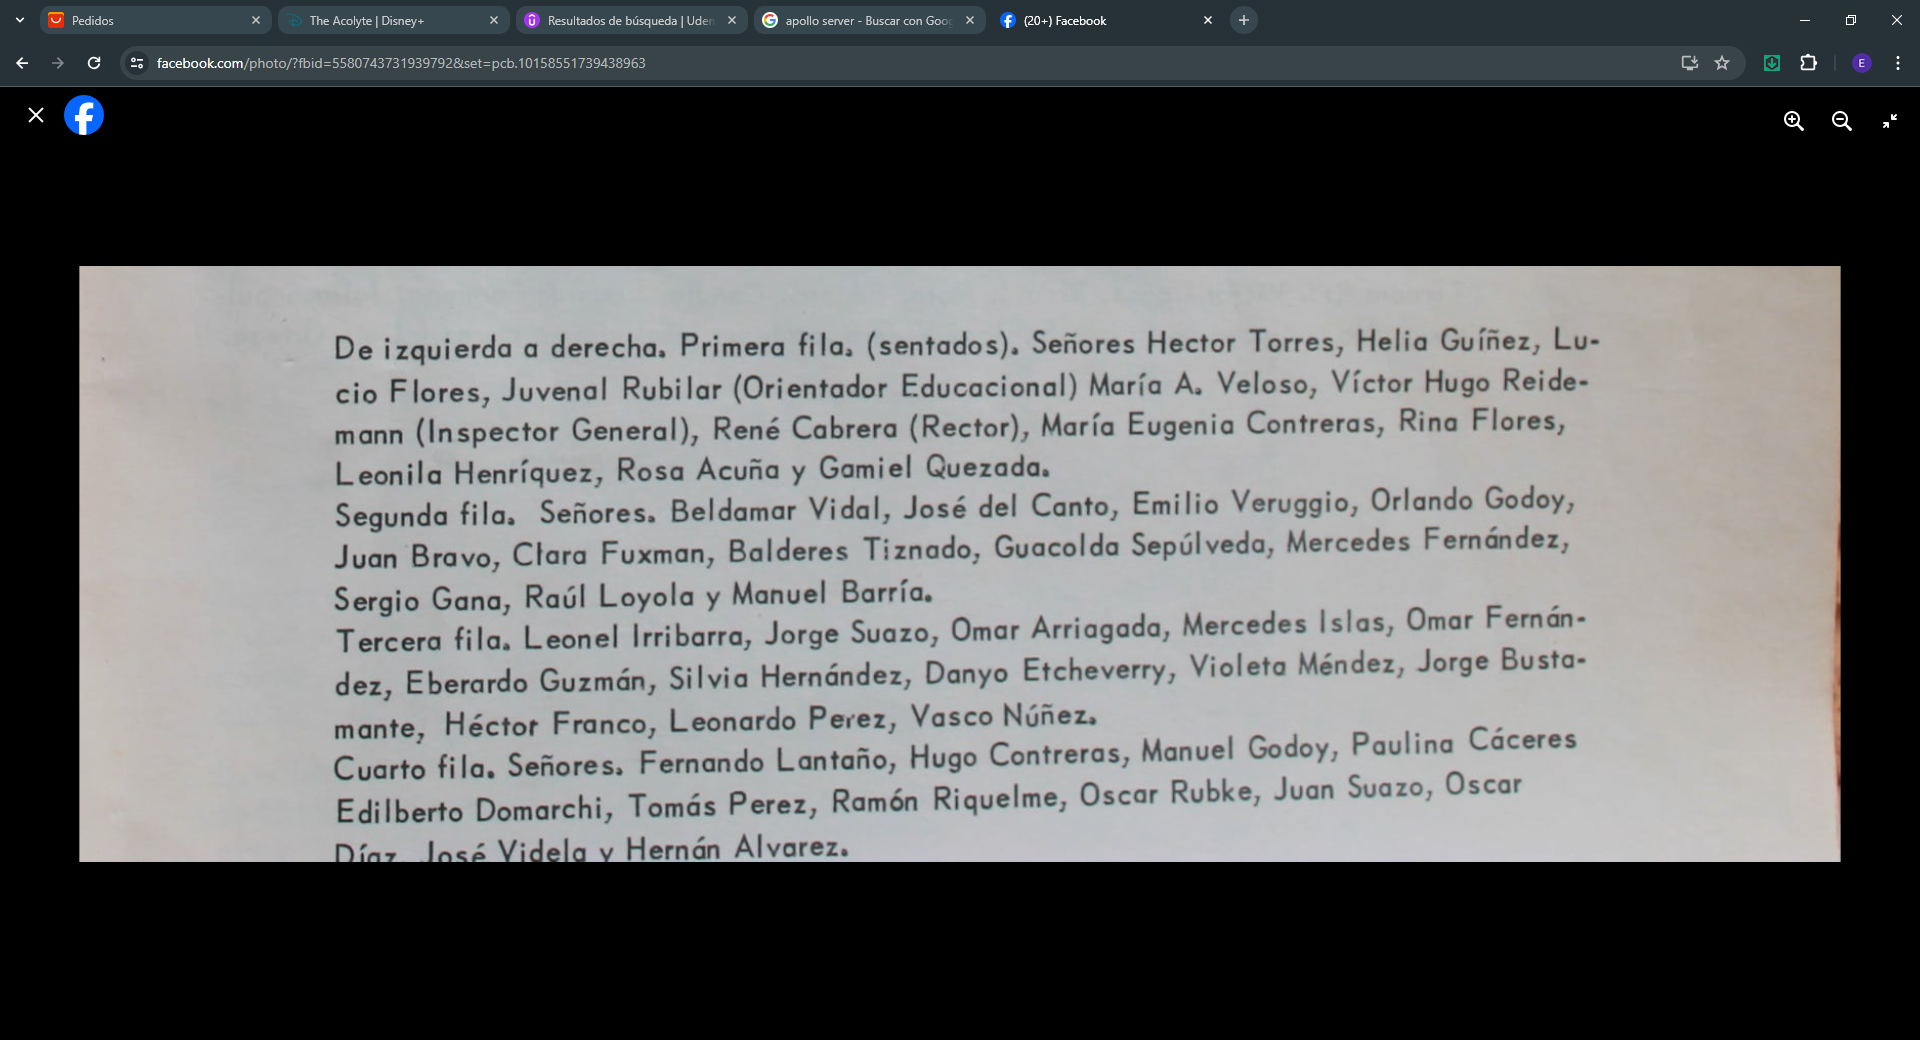 Pedidos
The Acolyte | Disney+
Resultados de búsqueda | Uden
apollo server - Buscar con Goo
(20+) Facebook
facebook.com/photo/?fbid=5580743731939792&set=pcb.10158551739438963
E
De izquierda a derecha. Primera fila. (sentados). Señores Hector Torres, Helia Guíñez, Lu-
cio Flores, Juvenal Rubilar (Orientador Educacional) María A. Veloso, Víctor Hugo Reide-
mann (Inspector General), René Cabrera (Rector), María Eugenia Contreras, Rina Flores,
Leonila Henríquez, Rosa Acuña y Gamiel Quezada.
Segunda fila. Señores. Beldamar Vidal, José del Canto, Emilio Veruggio, Orlando Godoy,
Juan Bravo, Clara Fuxman, Balderes Tiznado, Guacolda Sepúlveda, Mercedes Fernández,
Sergio Gana, Raúl Loyola y Manuel Barría.
Tercera fila. Leonel Irribarra, Jorge Suazo, Omar Arriagada, Mercedes Islas, Omar Fernán-
dez, Eberardo Guzmán, Silvia Hernández, Danyo Etcheverry, Violeta Méndez, Jorge Busta-
mante, Héctor Franco, Leonardo Perez, Vasco Núñez.
Cuarto fila. Señores. Fernando Lantaño, Hugo Contreras, Manuel Godoy, Paulina Cáceres
Edilberto Domarchi, Tomás Perez, Ramón Riquelme, Oscar Rubke, Juan Suazo, Oscar
Díaz, José Videla y Hernán Alvarez.